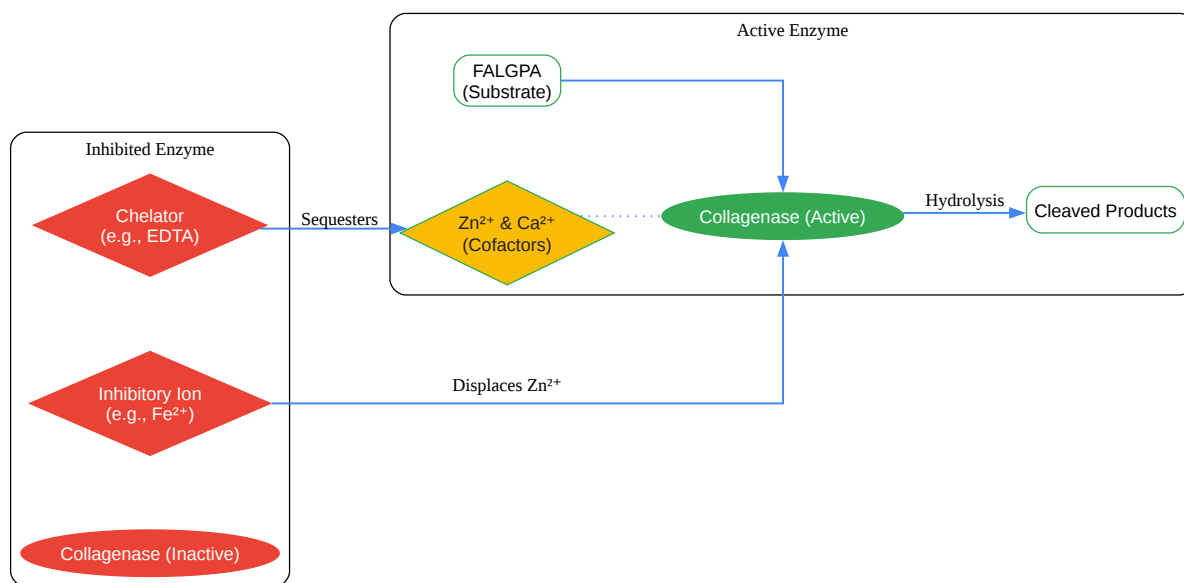 Active Enzyme
FALGPA
(Substrate)
Inhibited Enzyme
Chelator
(e.g., EDTA)
Sequesters
Zn²⁺ & Ca²⁺
(Cofactors)
Collagenase (Active)
Hydrolysis
Cleaved Products
Inhibitory Ion
(e.g., Fe²⁺)
Displaces Zn²⁺
Collagenase (Inactive)